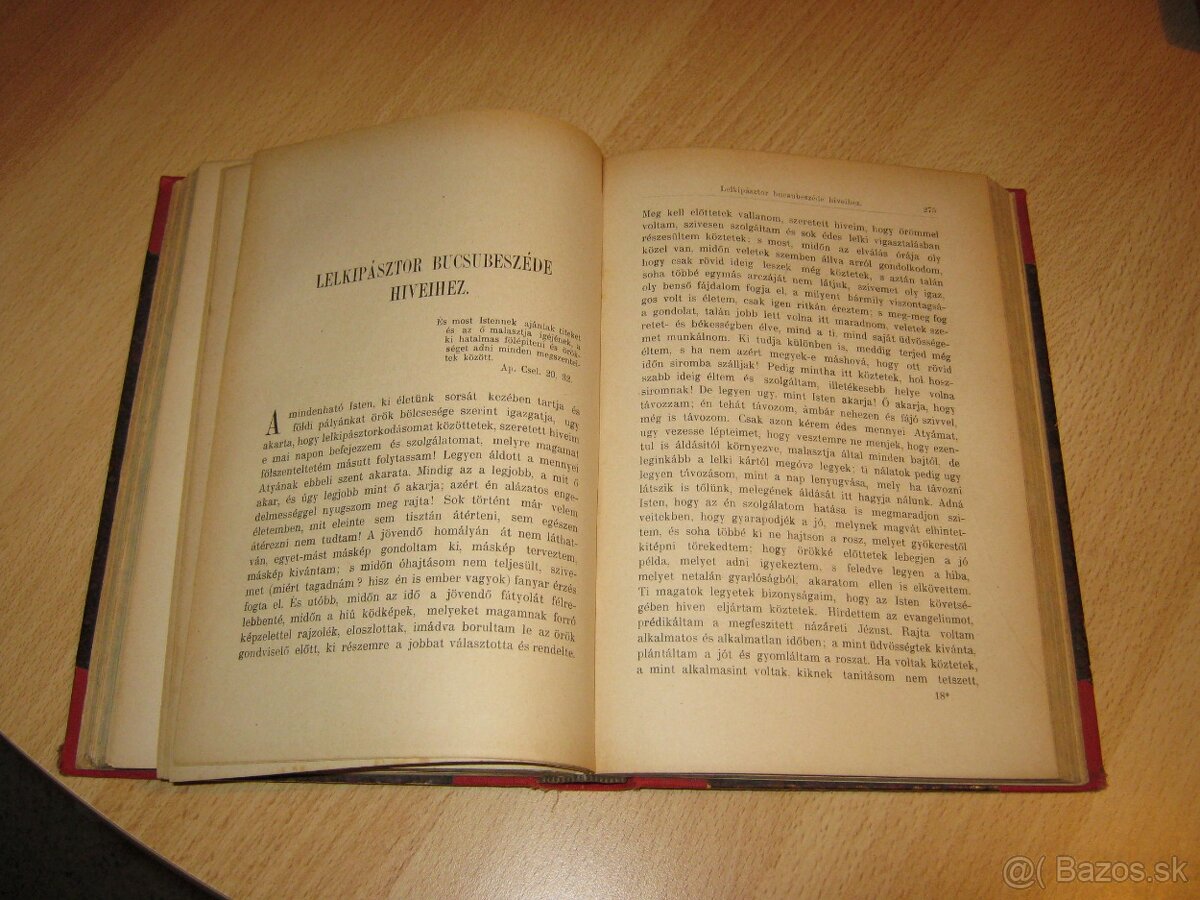 LELKIPÁSZTOR BUCSUBESZÉDE
HIVEIHEZ.
És most Istennek ajánlak titeket
és az ő malasztja igéjének, a
ki hatalmas fölépiteni és örök-
séget adni minden megszentel-
tek között.
Ap. Csel. 20, 32.
A mindenható Isten, ki életünk sorsát kezében tartja és
földi pályánkat örök bölcsesége szerint igazgatja, ugy
akarta, hogy lelkipásztorkodásomat közöttetek, szeretett hiveim
e mai napon befejezzem és szolgálatomat, melyre magamat
fölszenteltetém másutt folytassam! Legyen áldott a mennyei
Atyának ebbeli szent akarata. Mindig az a legjobb, a mit ő
akar, és úgy legjobb mint ő akarja; azért én alázatos enge-
delmességgel nyugszom meg rajta! Sok történt már velem
életemben, mit eleinte sem tisztán átérteni, sem egészen
átérezni nem tudtam! A jövendő homályán át nem látbat-
ván, egyet-mást máskép gondoltam ki, máskép terveztem,
máskép kivántam; s midőn óhajtásom nem teljesült, szive-
met (miért tagadnám? hisz én is ember vagyok) fanyar érzés
fogta el. És utóbb, midőn az idő a jövendő fátyolát félre-
lebbenté, midőn a hiú ködképek, melyeket magamnak forró
képzelettel rajzolék, eloszlottak, imádva borultam le az örök
gondviselő előtt, ki részemre a jobbat választotta és rendelte.
Lelkipásztor bucsubeszéde hiveihez.
275
Meg kell előttetek vallanom, szeretett hiveim, hogy örömmel
voltam, szivesen szolgáltam és sok édes lelki vigasztalásban
részesültem köztetek; s most, midőn az elválás órája oly
közel van, midőn veletek szemben állva arról gondolkodom,
hogy csak rövid ideig leszek még köztetek, s aztán talán
soha többé egymás arczáját nem látjuk, szivemet oly igaz,
oly benső fájdalom fogja el, a milyent bármily viszontagsá-
gos volt is életem, csak igen ritkán éreztem; s meg-meg fog
a gondolat, talán jobb lett volna itt maradnom, veletek sze-
retet- és békességben élve, mind a ti, mind saját üdvössége-
met munkálnom. Ki tudja különben is, meddig terjed még
éltem, s ha nem azért megyek-e máshová, hogy ott rövid
időn siromba szálljak! Pedig mintha itt köztetek, hol hosz-
szabb ideig éltem és szolgáltam, illetékesebb helye volna
siromnak! De legyen ugy, mint Isten akarja! Ő akarja, hogy
távozzam; én tehát távozom, ámbár nehezen és fájó szivvel,
még is távozom. Csak azon kérem édes mennyei Atyámat,
ugy vezesse lépteimet, hogy vesztemre ne menjek, hogy ezen-
tul is áldásitól környezve, malasztja által minden bajtól, de
leginkább a lelki kártól megóva legyek; ti nálatok pedig ugy
legyen távozásom, mint a nap lenyugvása, mely ha távozni
látszik is tőlünk, melegének áldását itt hagyja nálunk. Adná
Isten, hogy az én szolgálatom hatása is megmaradjon szi-
veitekben, hogy gyarapodjék a jó, melynek magvát elhintet-
tem, és soha többé ki ne hajtson a rosz, melyet gyökerestől
kitépni törekedtem; hogy örökké előttetek lebegjen a jó
példa, melyet adni igyekeztem, s feledve legyen a hiba,
melyet netalán gyarlóságból, akaratom ellen is elkövettem.
Ti magatok legyetek bizonyságaim, hogy az Isten követsé-
gében hiven eljártam köztetek. Hirdettem az evangeliumot,
prédikáltam a megfeszített názáreti Jézust. Rajta voltam
alkalmatos és alkalmatlan időben; a mint üdvösségtek kivánta,
plántáltam a jót és gyomláltam a roszat. Ha voltak köztetek,
a mint alkalmasint voltak, kiknek tanitásom nem tetszett,
18*
@( Bazos.sk